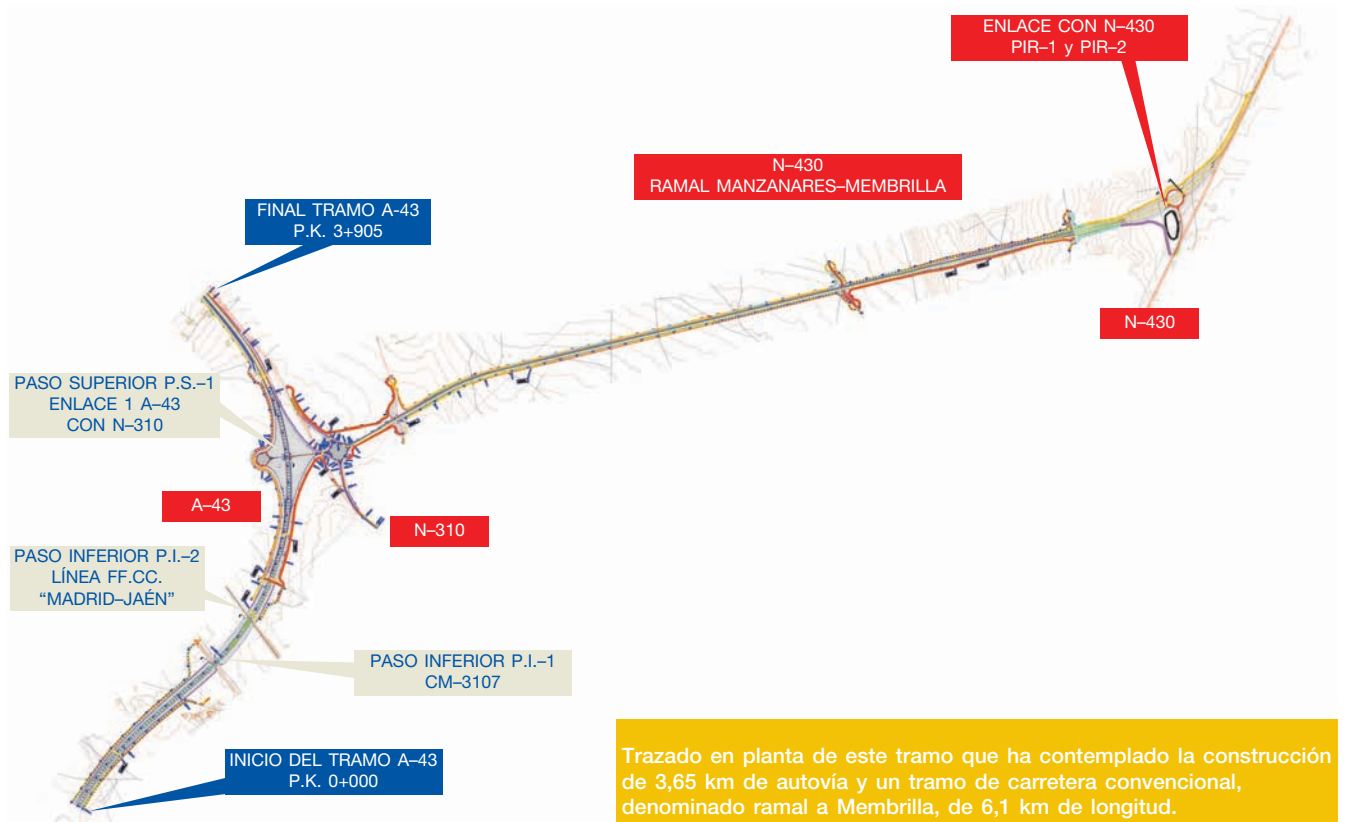 ENLACE CON N–430
PIR–1 y PIR–2
N–430
RAMAL MANZANARES–MEMBRILLA
FINAL TRAMO A-43
P.K. 3+905
N–430
PASO SUPERIOR P.S.–1
ENLACE 1 A–43
CON N–310
A–43
N–310
PASO INFERIOR P.I.–2
LÍNEA FF.CC.
“MADRID–JAÉN”
PASO INFERIOR P.I.–1
CM–3107
INICIO DEL TRAMO A–43
P.K. 0+000
Trazado en planta de este tramo que ha contemplado la construcción
de 3,65 km de autovía y un tramo de carretera convencional,
denominado ramal a Membrilla, de 6,1 km de longitud.